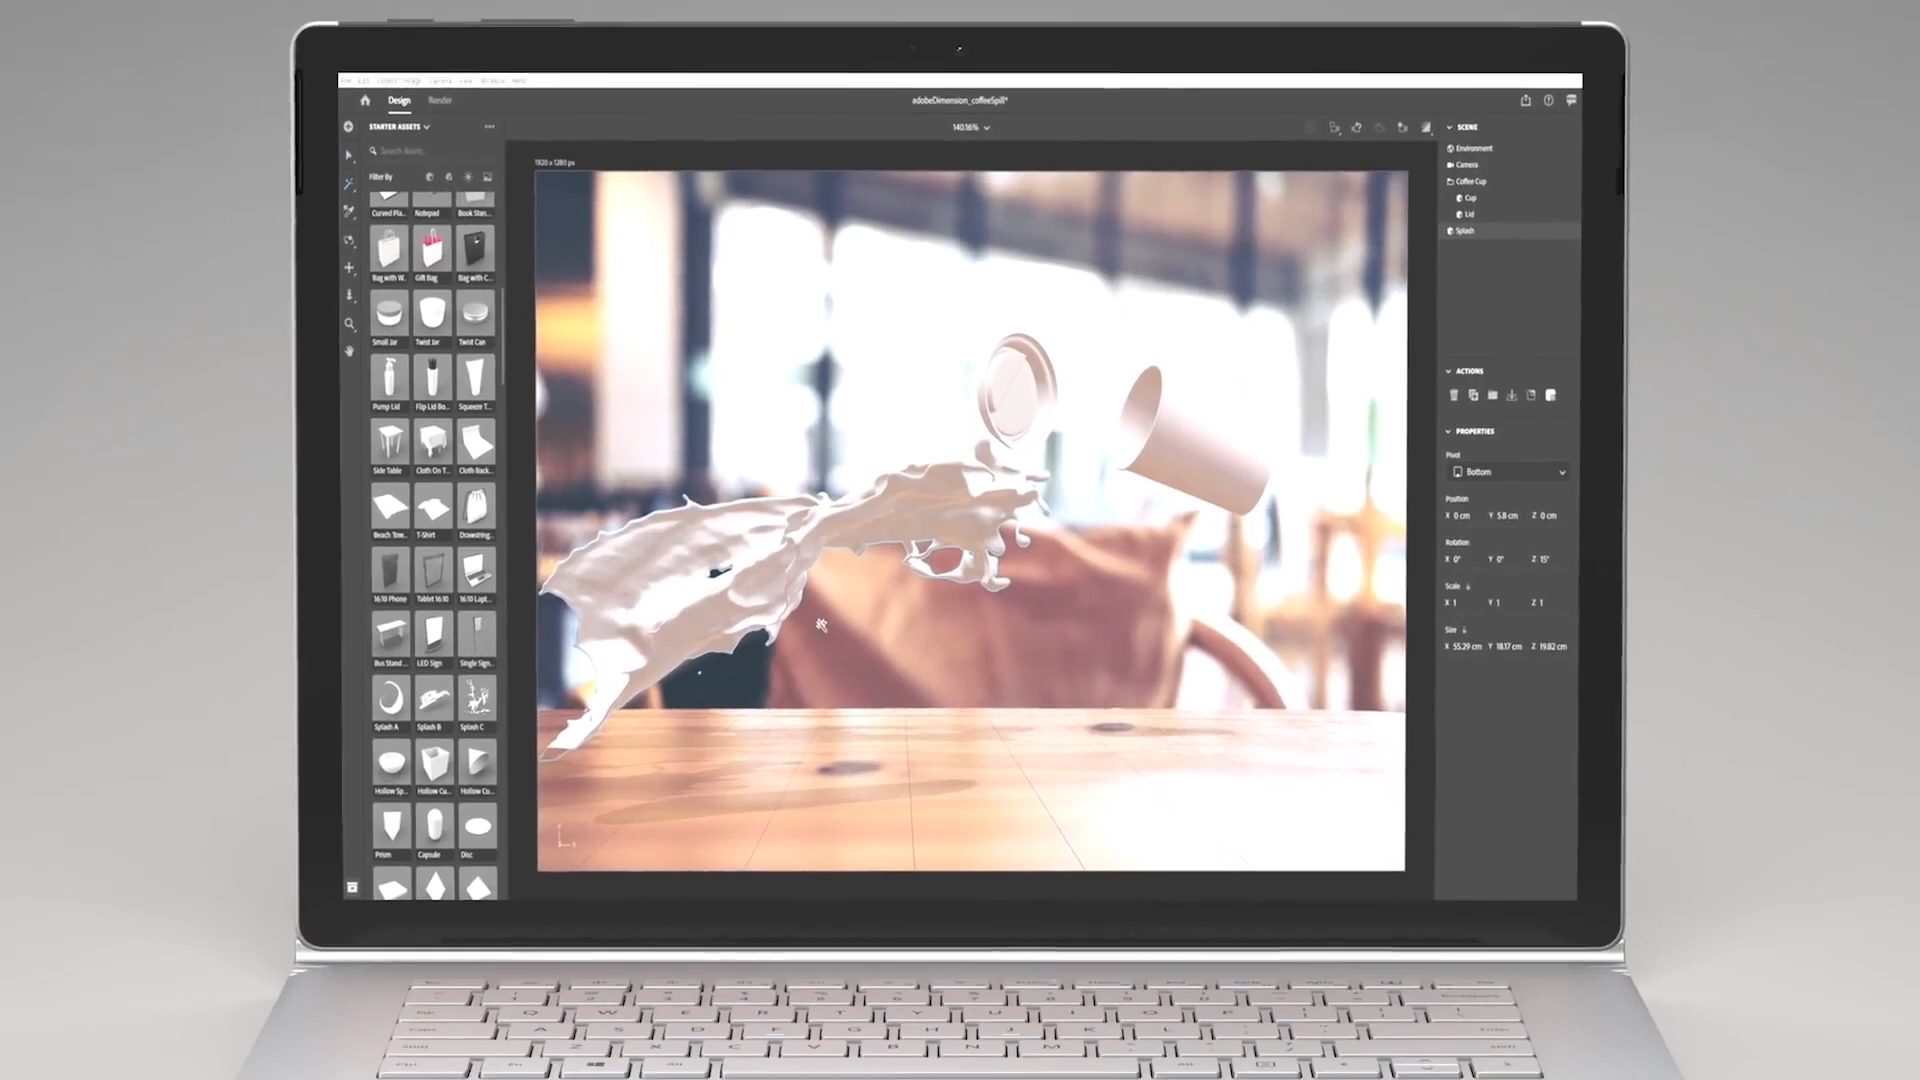 Design Render
adobeDimension_coffeeSpill*
STARTER ASSETS
140.16%
Search Assets
Filter By
1920 x 1280 px
Curved Pla... Notepad Book Stan...
Bag with W... Gift Bag Bag with C...
Small Jar Twist Jar Twist Can
Pump Lid Flip Lid Bo... Squeeze T...
Side Table Cloth On T... Cloth Back...
Beach Tow... T-Shirt Drawstring...
16:10 Phone Tablet 16:10 16:10 Lapt...
Bus Stand ... LED Sign Single Sign...
Splash A Splash B Splash C
Hollow Sp... Hollow Cu... Hollow Co...
Prism Capsule Disc
SCENE
Environment
Camera
Coffee Cup
Cup
Lid
Splash
ACTIONS
PROPERTIES
Pivot
Bottom
Position
X 0 cm Y 5.8 cm Z 0 cm
Rotation
X 0° Y 0° Z 15°
Scale
X 1 Y 1 Z 1
Size
X 55.29 cm Y 18.17 cm Z 19.82 cm
Q W E R T Y U I O P
A S D F G H J K L
Z X C V B N M